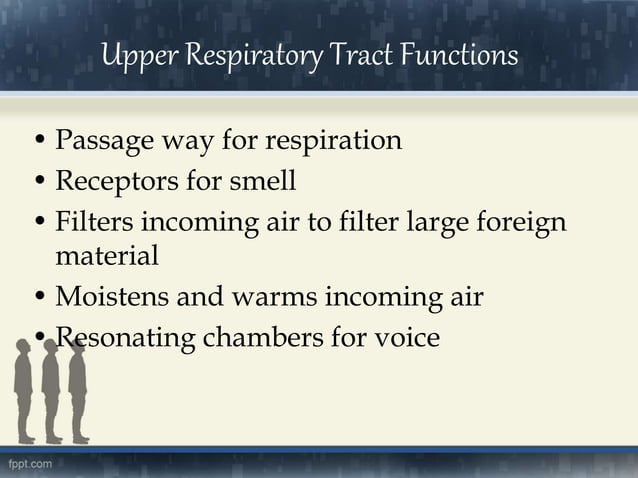 Upper Respiratory Tract Functions
• Passage way for respiration
• Receptors for smell
• Filters incoming air to filter large foreign
material
• Moistens and warms incoming air
• Resonating chambers for voice
fppt.com